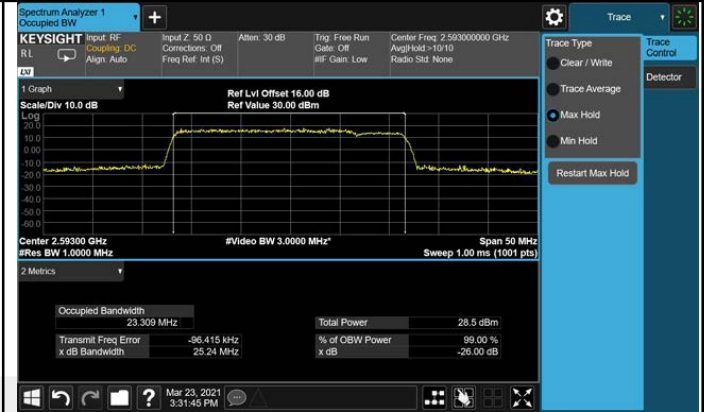 Spectrum Analyzer 1
Occupied BW
Trace
KEYSIGHT Input: RF
RL
Coupling: DC
Align: Auto
LXI
Input Z: 50 Ω
Corrections: Off
Freq Ref: Int (S)
Atten: 30 dB
Trig: Free Run
Gate: Off
#IF Gain: Low
Center Freq: 2.593000000 GHz
Avg|Hold:>10/10
Radio Std: None
Trace Type
Clear / Write
Trace Average
Max Hold
Min Hold
Restart Max Hold
Trace Control
Detector
1 Graph
Scale/Div 10.0 dB
Ref Lvl Offset 16.00 dB
Ref Value 30.00 dBm
Log
20.0
10.0
0.00
-10.0
-20.0
-30.0
-40.0
-50.0
-60.0
Center 2.59300 GHz
#Res BW 1.0000 MHz
#Video BW 3.0000 MHz*
Span 50 MHz
Sweep 1.00 ms (1001 pts)
2 Metrics
Occupied Bandwidth
23.309 MHz
Total Power 28.5 dBm
Transmit Freq Error -96.415 kHz
% of OBW Power 99.00 %
x dB Bandwidth 25.24 MHz
x dB -26.00 dB
?
Mar 23, 2021
3:31:45 PM